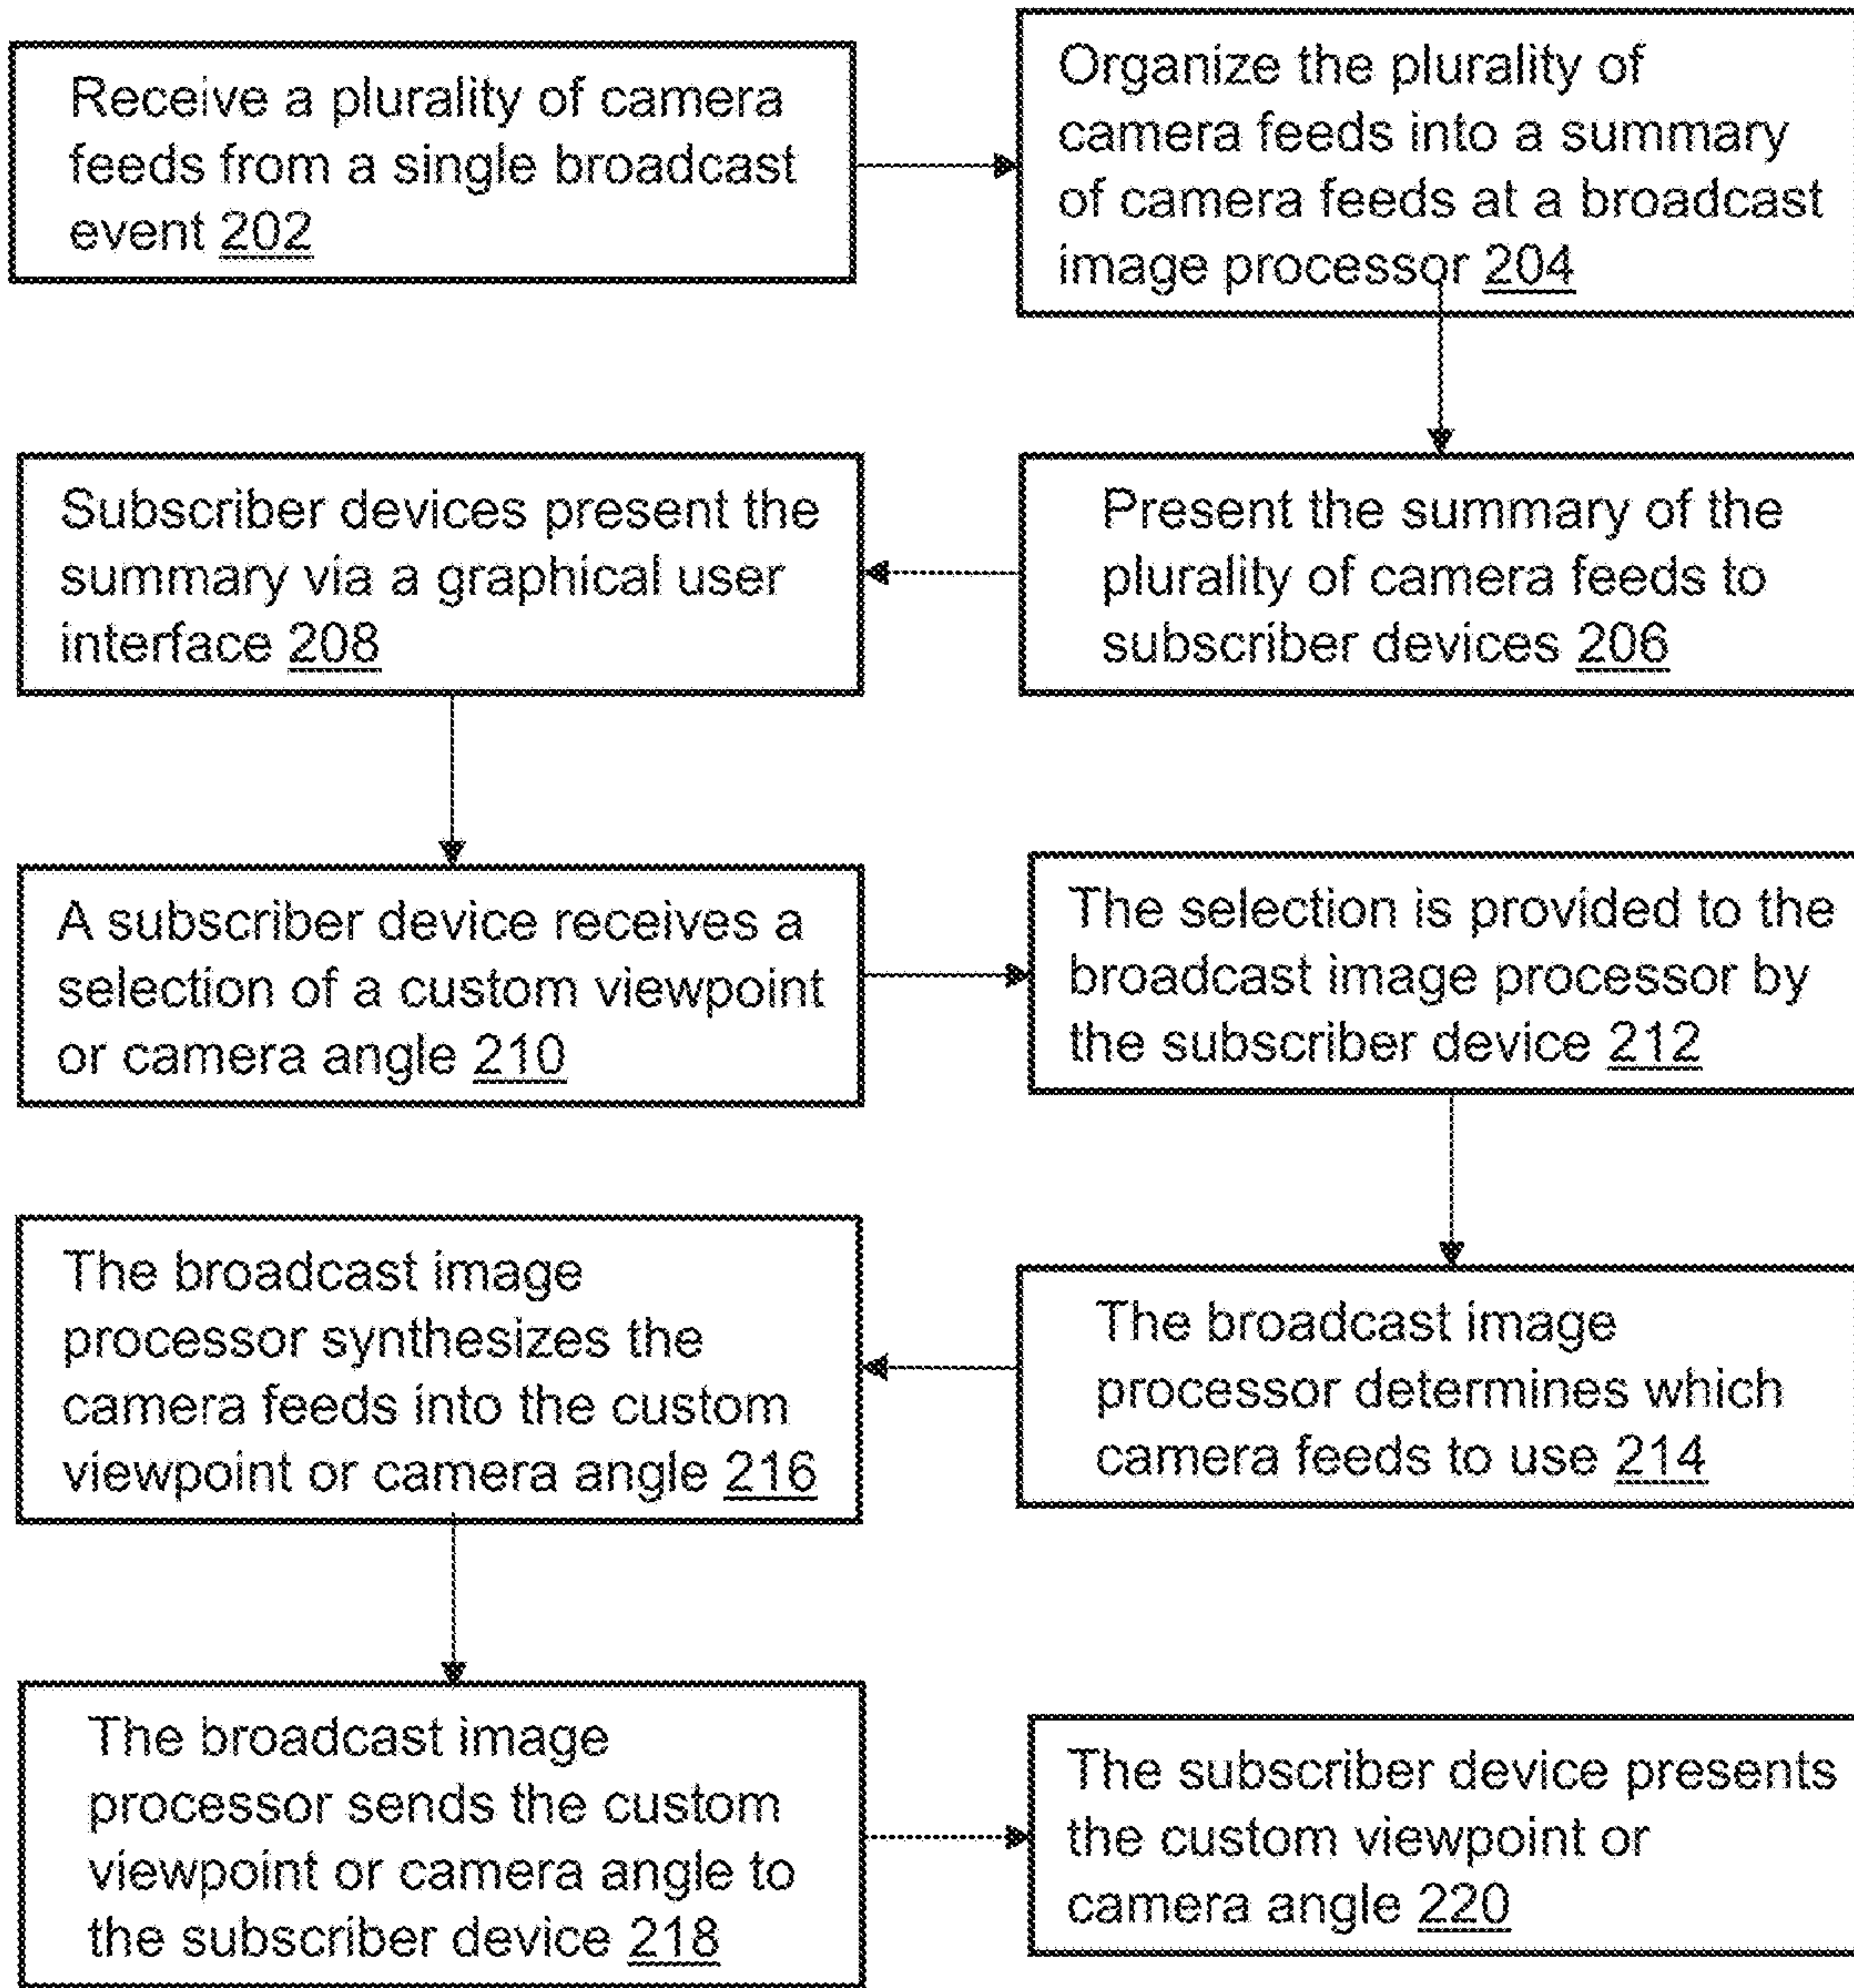 Receive a plurality of camera
feeds from a single broadcast
event 202
Organize the plurality of
camera feeds into a summary
of camera feeds at a broadcast
image processor 204
Present the summary of the
plurality of camera feeds to
subscriber devices 206
Subscriber devices present the
summary via a graphical user
interface 208
A subscriber device receives a
selection of a custom viewpoint
or camera angle 210
The selection is provided to the
broadcast image processor by
the subscriber device 212
The broadcast image
processor determines which
camera feeds to use 214
The broadcast image
processor synthesizes the
camera feeds into the custom
viewpoint or camera angle 216
The broadcast image
processor sends the custom
viewpoint or camera angle to
the subscriber device 218
The subscriber device presents
the custom viewpoint or
camera angle 220